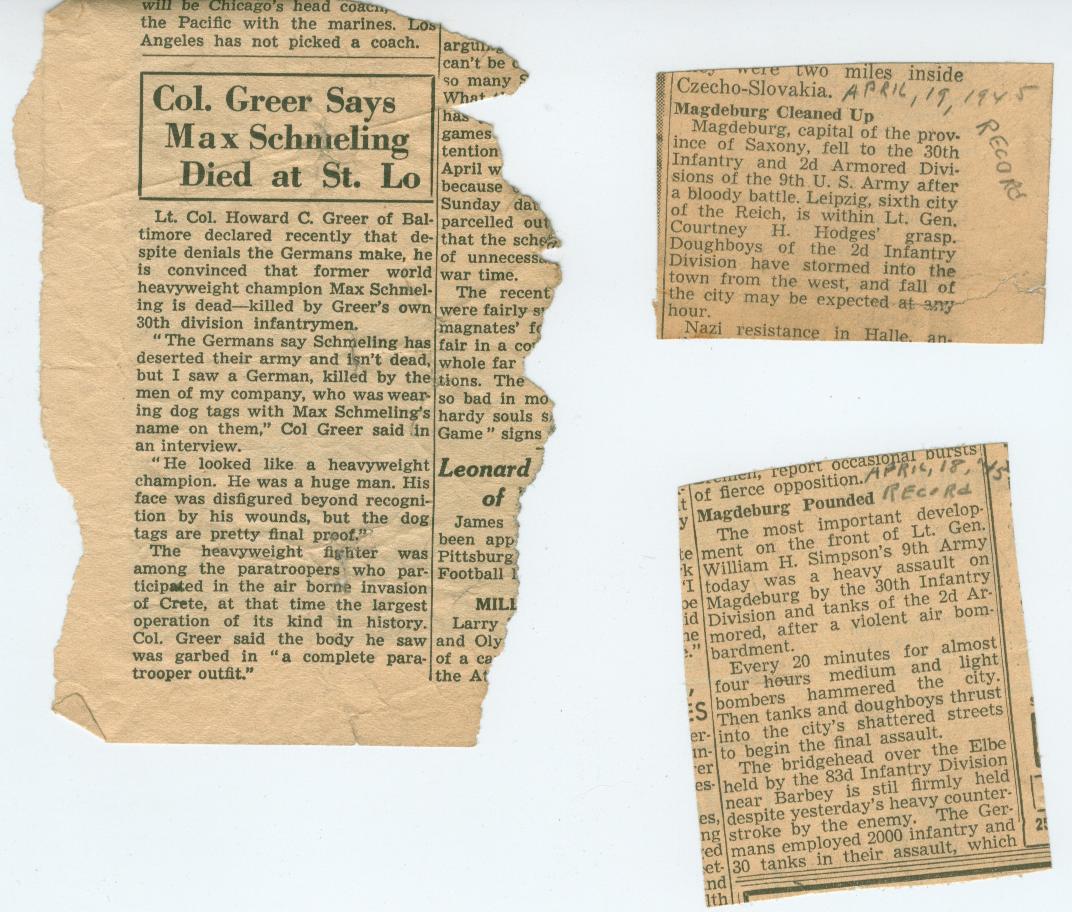 will be Chicago's head coach,
the Pacific with the marines. Los
Angeles has not picked a coach.
Col. Greer Says
Max Schmeling
Died at St. Lo
Lt. Col. Howard C. Greer of Bal-
timore declared recently that de-
spite denials the Germans make, he
is convinced that former world
heavyweight champion Max Schmel-
ing is dead—killed by Greer's own
30th division infantrymen.
"The Germans say Schmeling has
deserted their army and isn't dead,
but I saw a German, killed by the
men of my company, who was wear-
ing dog tags with Max Schmeling's
name on them," Col Greer said in
an interview.
"He looked like a heavyweight
champion. He was a huge man. His
face was disfigured beyond recogni-
tion by his wounds, but the dog
tags are pretty final proof."
The heavyweight fighter was
among the paratroopers who par-
ticipated in the air borne invasion
of Crete, at that time the largest
operation of its kind in history.
Col. Greer said the body he saw
was garbed in "a complete para-
trooper outfit."
can't be
so many
What
has
games
tention
April w
because
Sunday dat
parcelled out
that the sche
of unnecess
war time.
The recent
were fairly
magnates'
fair in a
whole far
tions. The
so bad in mo
hardy souls
Game" signs
Leonard
of
James
been app
Pittsburg
Football
MILL
Larry
and Oly
of a ca
the At
were two miles inside
Czecho-Slovakia.
APRIL, 19, 1945
RECORD
Magdeburg Cleaned Up
Magdeburg, capital of the prov-
ince of Saxony, fell to the 30th
Infantry and 2d Armored Divi-
sions of the 9th U. S. Army after
a bloody battle. Leipzig, sixth city
of the Reich, is within Lt. Gen.
Courtney H. Hodges' grasp.
Doughboys of the 2d Infantry
Division have stormed into the
town from the west, and fall of
the city may be expected at any
hour.
Nazi resistance in Halle, an-
report occasional bursts
of fierce opposition.
APRIL, 18, '45
RECORD
Magdeburg Pounded
The most important develop-
ment on the front of Lt. Gen.
William H. Simpson's 9th Army
today was a heavy assault on
Magdeburg by the 30th Infantry
Division and tanks of the 2d Ar-
mored, after a violent air bom-
bardment.
Every 20 minutes for almost
four hours medium and light
bombers hammered the city.
Then tanks and doughboys thrust
into the city's shattered streets
to begin the final assault.
The bridgehead over the Elbe
held by the 83d Infantry Division
near Barbey is stil firmly held
despite yesterday's heavy counter-
stroke by the enemy. The Ger-
mans employed 2000 infantry and
30 tanks in their assault, which